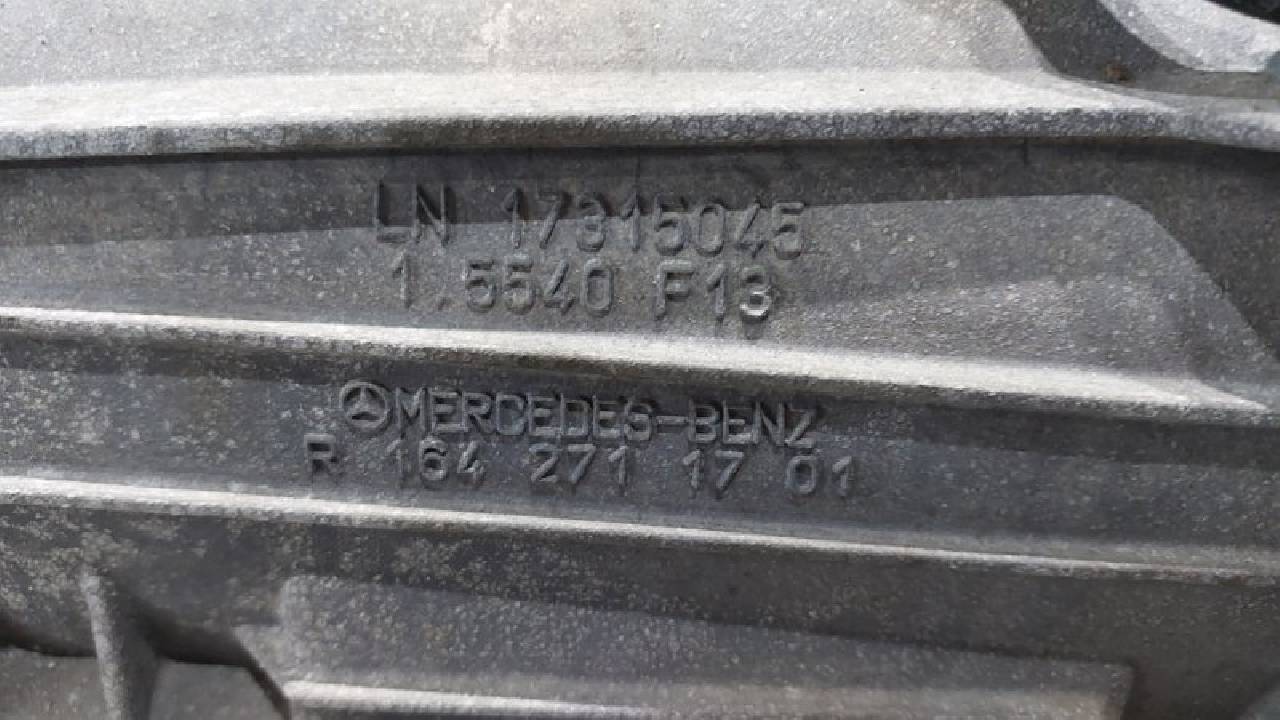 LN 17315045
1.5540 F13
MERCEDES-BENZ
R 164 271 17 01